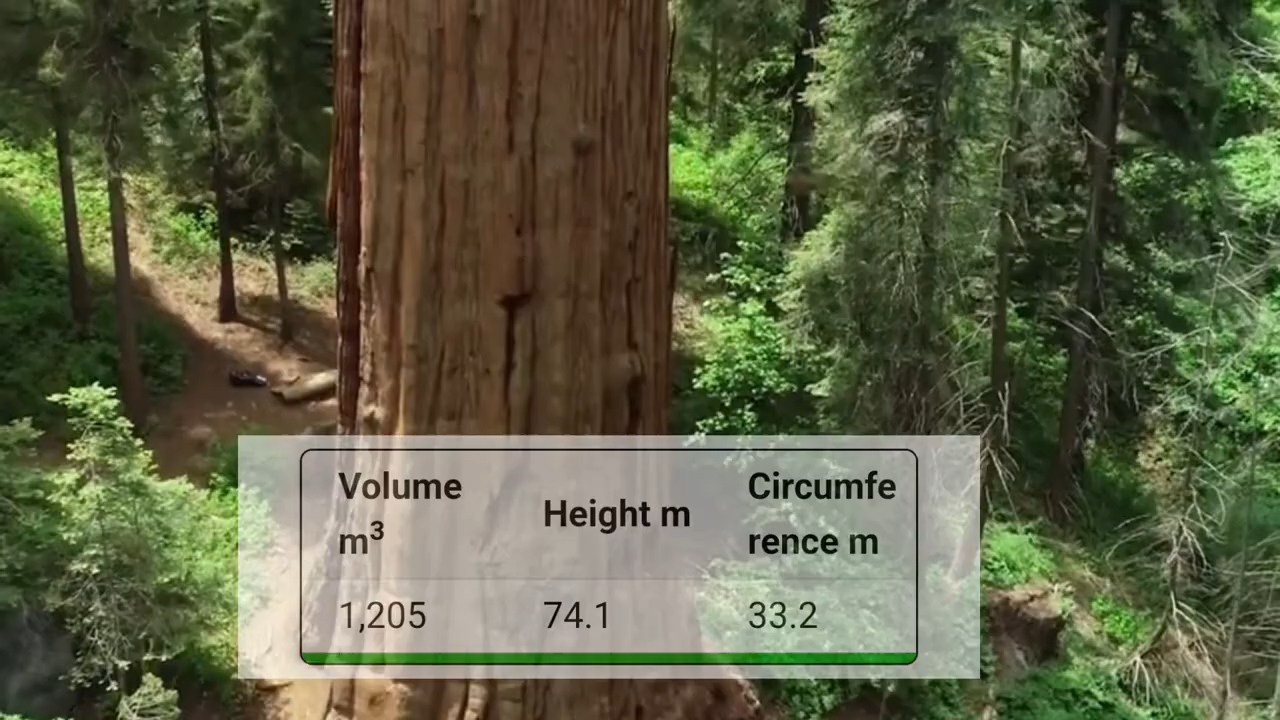 Volume m³
Height m
Circumfe
rence m
1,205
74.1
33.2